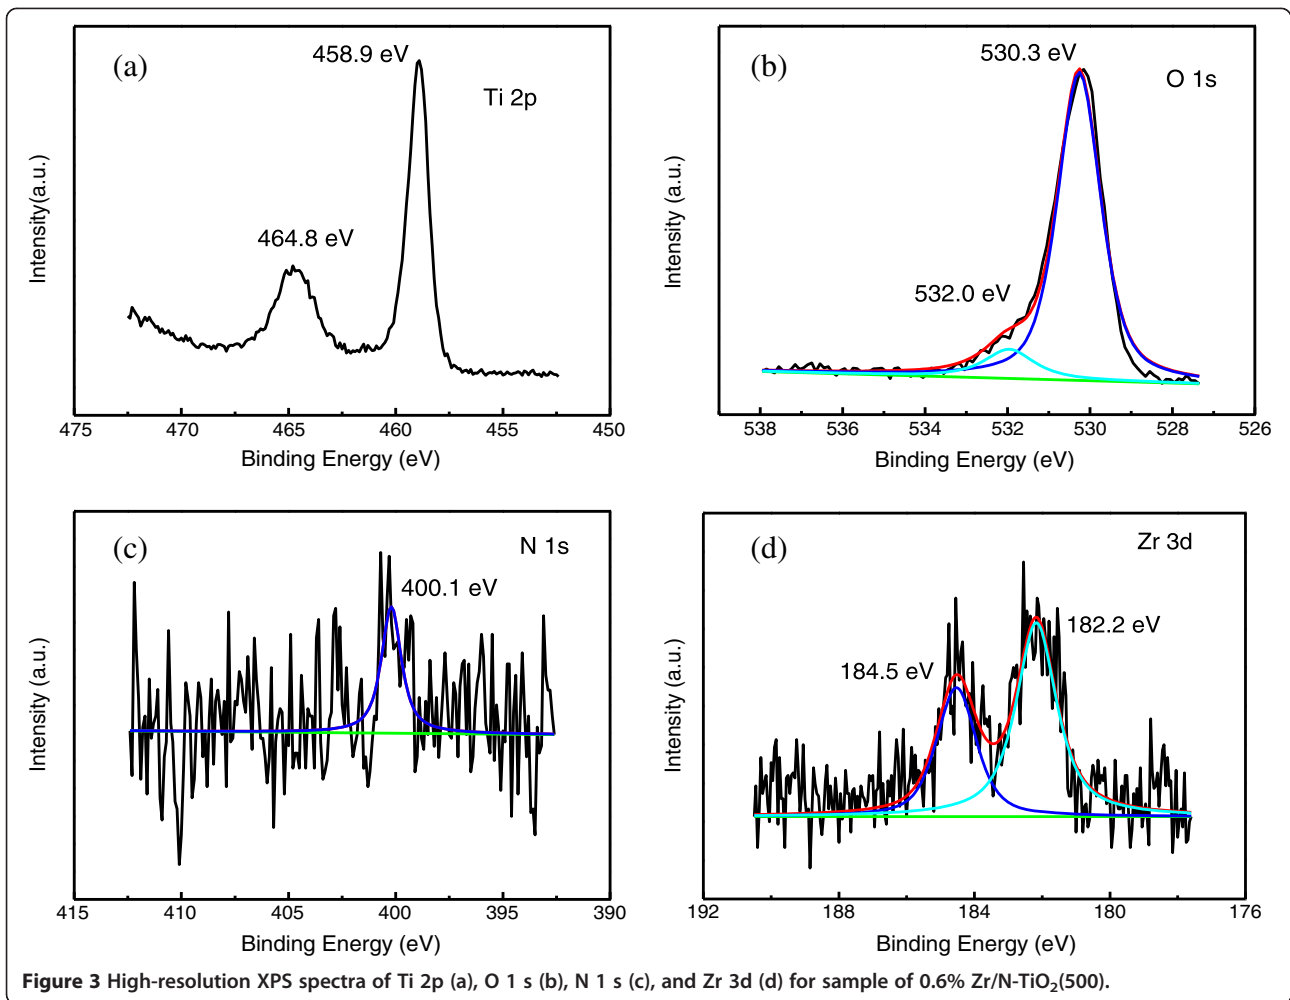 (a)
458.9 eV
Ti 2p
464.8 eV
Intensity(a.u.)
475 470 465 460 455 450
Binding Energy (eV)
(b)
530.3 eV
O 1s
532.0 eV
Intensity (a.u.)
538 536 534 532 530 528 526
Binding Energy (eV)
(c)
N 1s
400.1 eV
Intensity (a.u.)
415 410 405 400 395 390
Binding Energy (eV)
(d)
Zr 3d
182.2 eV
184.5 eV
Intensity (a.u.)
192 188 184 180 176
Binding Energy (eV)
Figure 3 High-resolution XPS spectra of Ti 2p (a), O 1 s (b), N 1 s (c), and Zr 3d (d) for sample of 0.6% Zr/N-TiO₂(500).